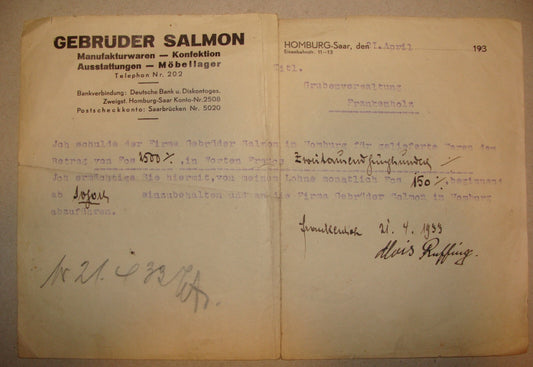 GEBRÜDER SALMON
Manufakturwaren — Konfektion
Ausstattungen — Möbellager
Telephon Nr. 202
Bankverbindung: Deutsche Bank u. Diskontoges.
Zweigst. Homburg-Saar Konto-Nr. 2508
Postscheckkonto: Saarbrücken Nr. 5020
HOMBURG-Saar, den 21. April 193
Eisenbahnstr. 11-13
Titl.
Grubenverwaltung
Frankenholz
Ich schulde der Firma Gebrüder Salmon in Homburg für gelieferte Waren den
Betrag von Fcs 2500 , in Worten Francs Zweitausendfünfhundert
Ich ermächtige Sie hiermit, von meinem Lohne monatlich Fcs 150 , beginnend
ab Sofort einzubehalten und an die Firma Gebrüder Salmon in Homburg
abzuführen.
Frankenholz 21. 4. 1933
Alois Ruffing.
21. 4 33